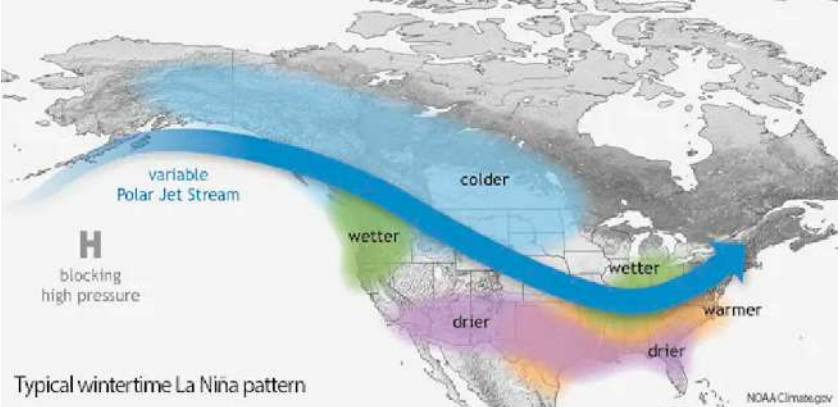 colder
variable
Polar Jet Stream
wetter
H
blocking
high pressure
wetter
warmer
drier
drier
Typical wintertime La Niña pattern
NOAA Climate.gov